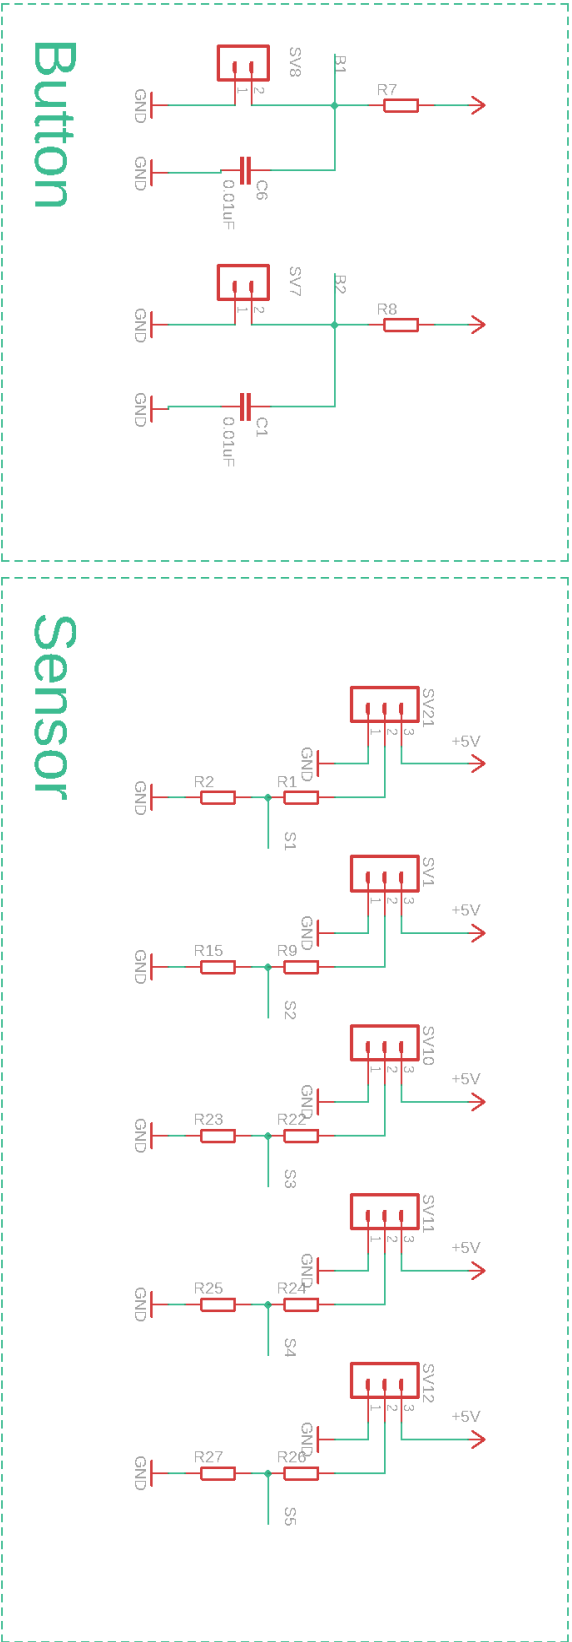 Button
SV8
1
2
B1
R7
GND
GND
C6
0.01uF
SV7
1
2
B2
R8
GND
GND
C1
0.01uF
Sensor
SV21
1
2
3
+5V
GND
R1
R2
GND
S1
SV1
1
2
3
+5V
GND
R9
R15
GND
S2
SV10
1
2
3
+5V
GND
R22
R23
GND
S3
SV11
1
2
3
+5V
GND
R24
R25
GND
S4
SV12
1
2
3
+5V
GND
R26
R27
GND
S5